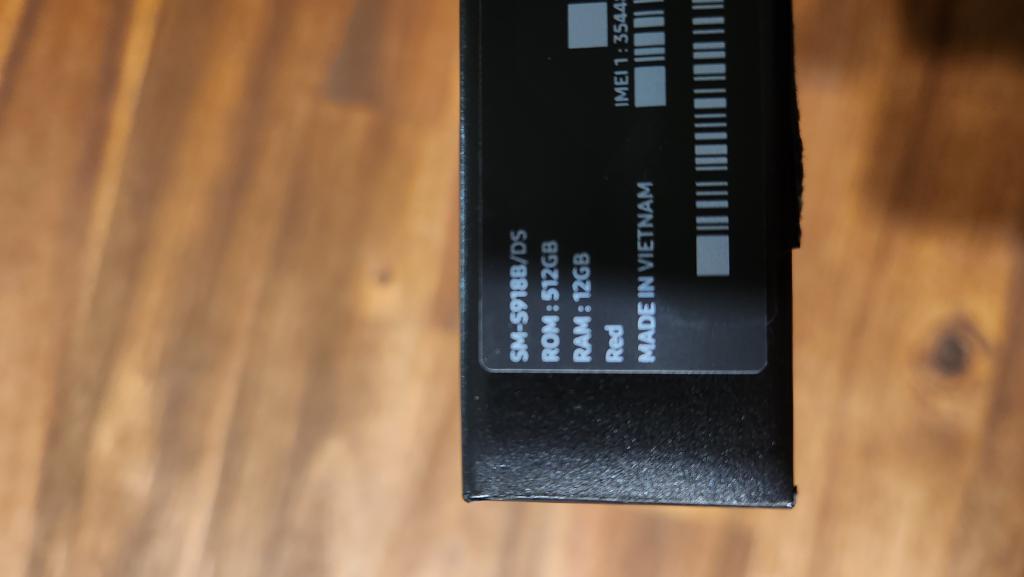 SM-S918B/DS
ROM : 512GB
RAM : 12GB
Red
MADE IN VIETNAM
IMEI 1 : 3544